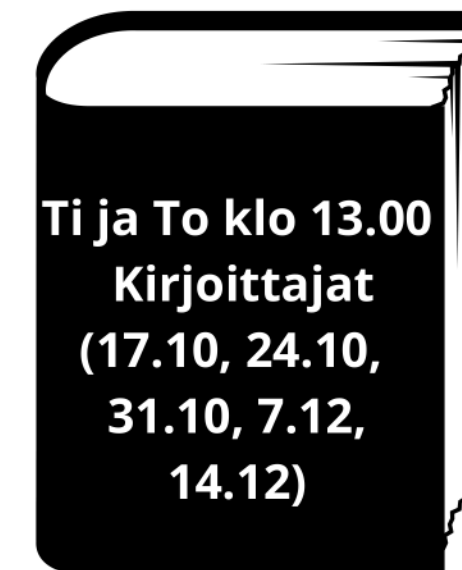 Ti ja To klo 13.00
Kirjoittajat
(17.10, 24.10,
31.10, 7.12,
14.12)